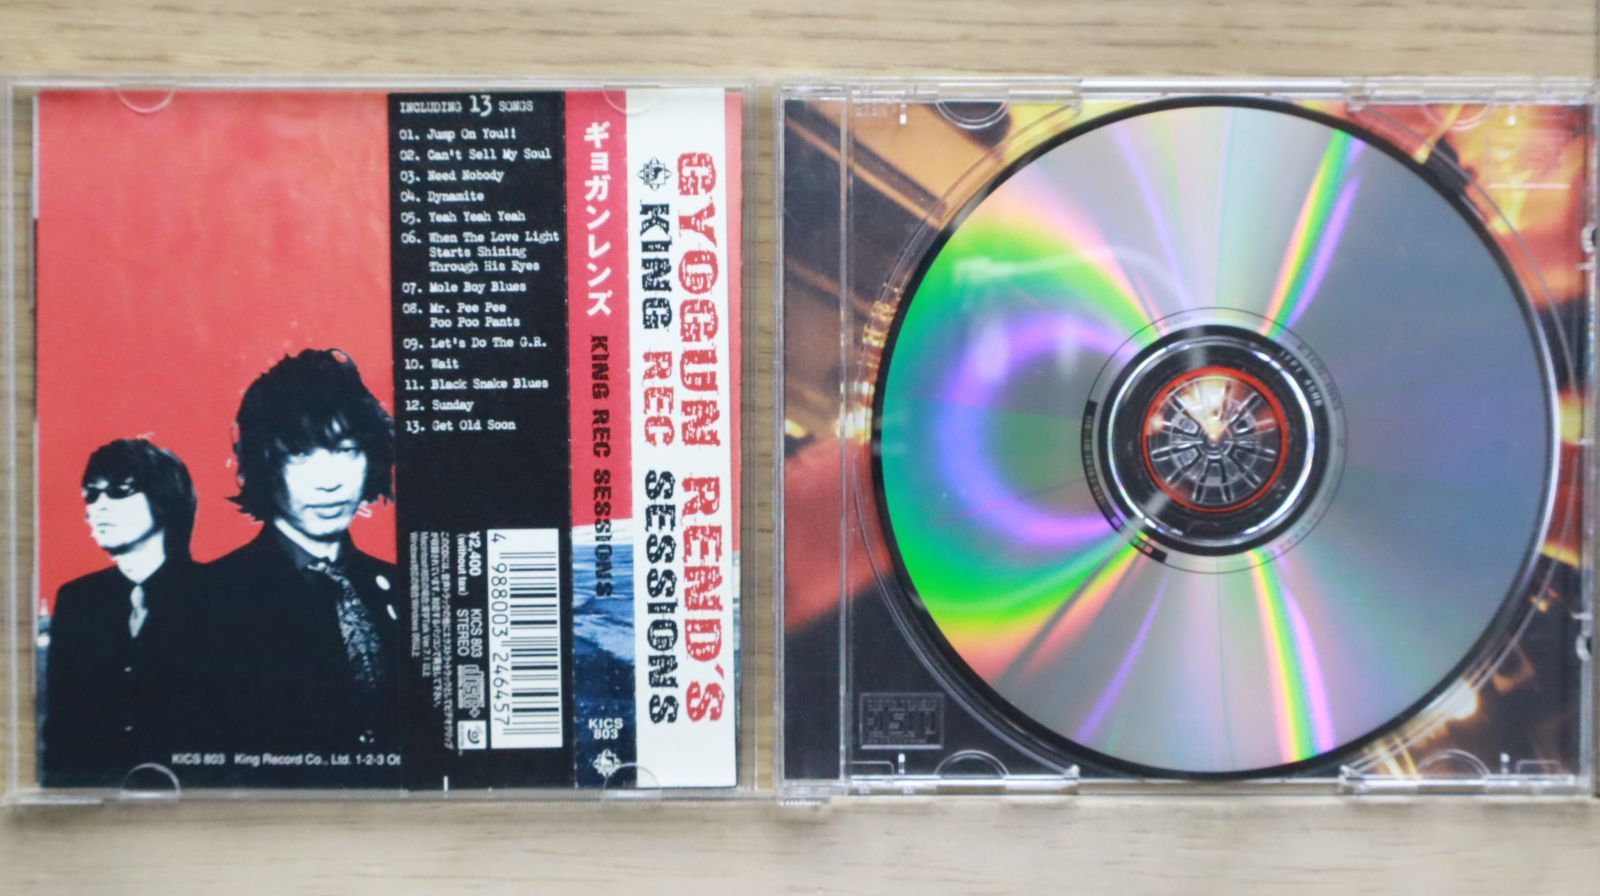 INCLUDING 13 SONGS
01. Jump On You!!
02. Can't Sell My Soul
03. Need Nobody
04. Dynamite
05. Yeah Yeah Yeah
06. When The Love Light
Starts Shining
Through His Eyes
07. Mole Boy Blues
08. Mr. Pee Pee
Poo Poo Pants
09. Let's Do The G.R.
10. Wait
11. Black Snake Blues
12. Sunday
13. Get Old Soon
¥2,400
(without tax)
KICS 803
STEREO
4 988003 246457
ギョガンレンズ KING REC SESSIONS
KICS
803
GYOGUN REND'S
KING REC SESSIONS
KICS 803 King Record Co., Ltd. 1-2-3 Ot